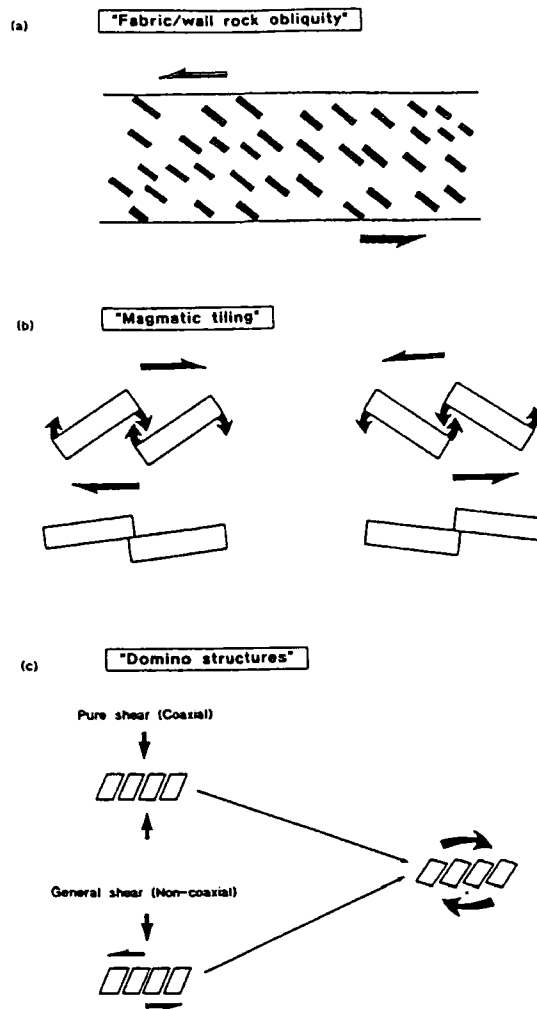 (a)
"Fabric/wall rock obliquity"
(b)
"Magmatic tiling"
(c)
"Domino structures"
Pure shear (Coaxial)
General shear (Non-coaxial)